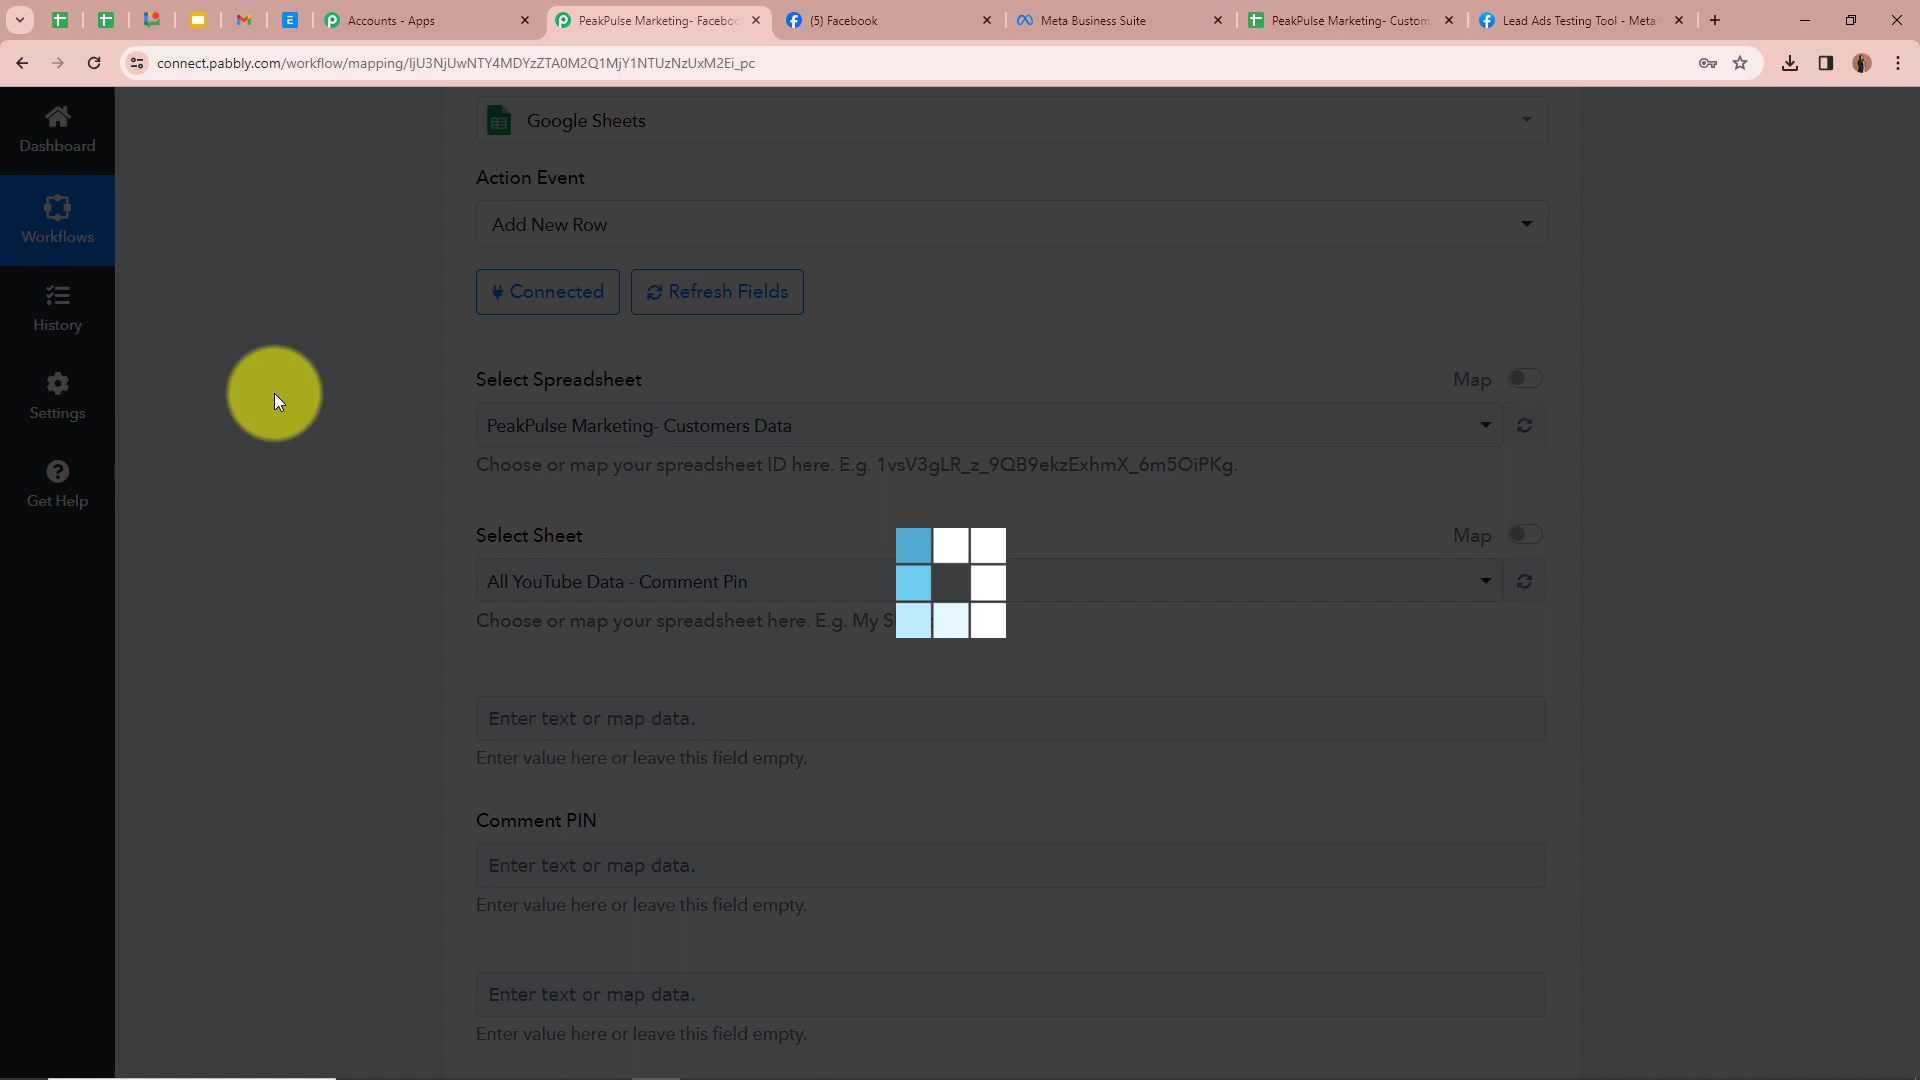 Accounts - Apps
PeakPulse Marketing- Facebo
(5) Facebook
Meta Business Suite
PeakPulse Marketing- Custom
Lead Ads Testing Tool - Meta
connect.pabbly.com/workflow/mapping/IjU3NjUwNTY4MDYzZTA0M2Q1MjY1NTUzNzUxM2Ei_pc
Dashboard
Workflows
History
Settings
Get Help
Google Sheets
Action Event
Add New Row
Connected
Refresh Fields
Select Spreadsheet
Map
PeakPulse Marketing- Customers Data
Choose or map your spreadsheet ID here. E.g. 1vsV3gLR_z_9QB9ekzExhmX_6m5OiPKg.
Select Sheet
Map
All YouTube Data - Comment Pin
Choose or map your spreadsheet here. E.g. My S
Enter text or map data.
Enter value here or leave this field empty.
Comment PIN
Enter text or map data.
Enter value here or leave this field empty.
Enter text or map data.
Enter value here or leave this field empty.